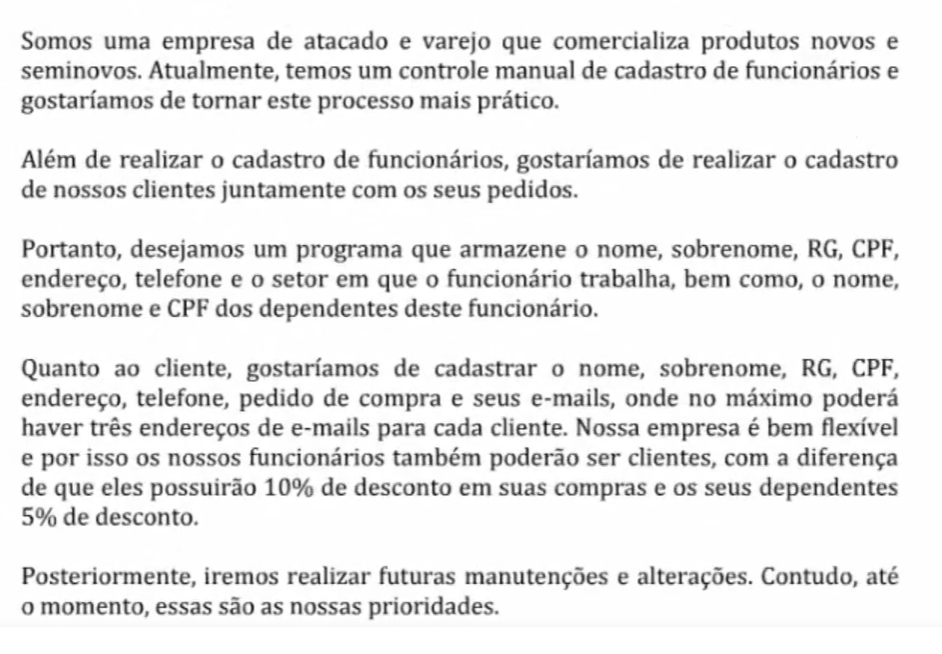 Somos uma empresa de atacado e varejo que comercializa produtos novos e
seminovos. Atualmente, temos um controle manual de cadastro de funcionários e
gostaríamos de tornar este processo mais prático.
Além de realizar o cadastro de funcionários, gostaríamos de realizar o cadastro
de nossos clientes juntamente com os seus pedidos.
Portanto, desejamos um programa que armazene o nome, sobrenome, RG, CPF,
endereço, telefone e o setor em que o funcionário trabalha, bem como, o nome,
sobrenome e CPF dos dependentes deste funcionário.
Quanto ao cliente, gostaríamos de cadastrar o nome, sobrenome, RG, CPF,
endereço, telefone, pedido de compra e seus e-mails, onde no máximo poderá
haver três endereços de e-mails para cada cliente. Nossa empresa é bem flexível
e por isso os nossos funcionários também poderão ser clientes, com a diferença
de que eles possuirão 10% de desconto em suas compras e os seus dependentes
5% de desconto.
Posteriormente, iremos realizar futuras manutenções e alterações. Contudo, até
o momento, essas são as nossas prioridades.